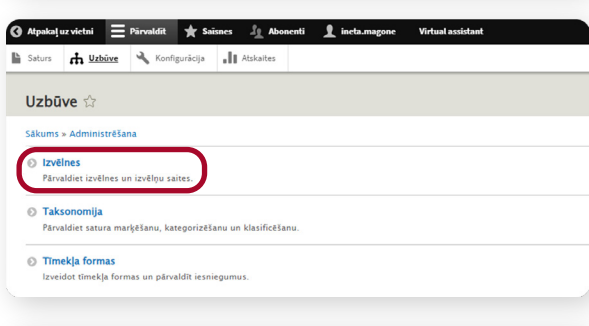 Atpakaļ uz vietni Pārvaldīt Saīsnes Abonenti ineta.magone Virtual assistant
Saturs Uzbūve Konfigurācija Atskaites
Uzbūve
Sākums » Administrēšana
Izvēlnes
Pārvaldiet izvēlnes un izvēlņu saites.
Taksonomija
Pārvaldiet satura marķēšanu, kategorizēšanu un klasificēšanu.
Tīmekļa formas
Izveidot tīmekļa formas un pārvaldīt iesniegumus.